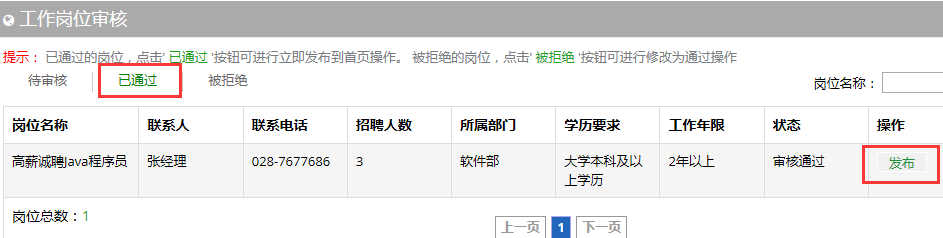 工作岗位审核
提示： 已通过的岗位，点击' 已通过 '按钮可进行立即发布到首页操作。 被拒绝的岗位，点击' 被拒绝 '按钮可进行修改为通过操作
待审核 已通过 被拒绝 岗位名称：
岗位名称 联系人 联系电话 招聘人数 所属部门 学历要求 工作年限 状态 操作
高薪诚聘Java程序员 张经理 028-7677686 3 软件部 大学本科及以 2年以上 审核通过 发布
上学历
岗位总数：1
上一页 1 下一页